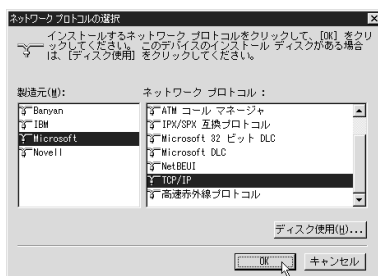 ネットワーク プロトコルの選択
インストールするネットワーク プロトコルをクリックして、[OK] をクリ
ックしてください。 このデバイスのインストール ディスクがある場合
は、[ディスク使用] をクリックしてください。
製造元(M):
ネットワーク プロトコル :
Banyan
IBM
Microsoft
Novell
ATM コール マネージャ
IPX/SPX 互換プロトコル
Microsoft 32 ビット DLC
Microsoft DLC
NetBEUI
TCP/IP
高速赤外線プロトコル
ディスク使用(H)...
OK
キャンセル